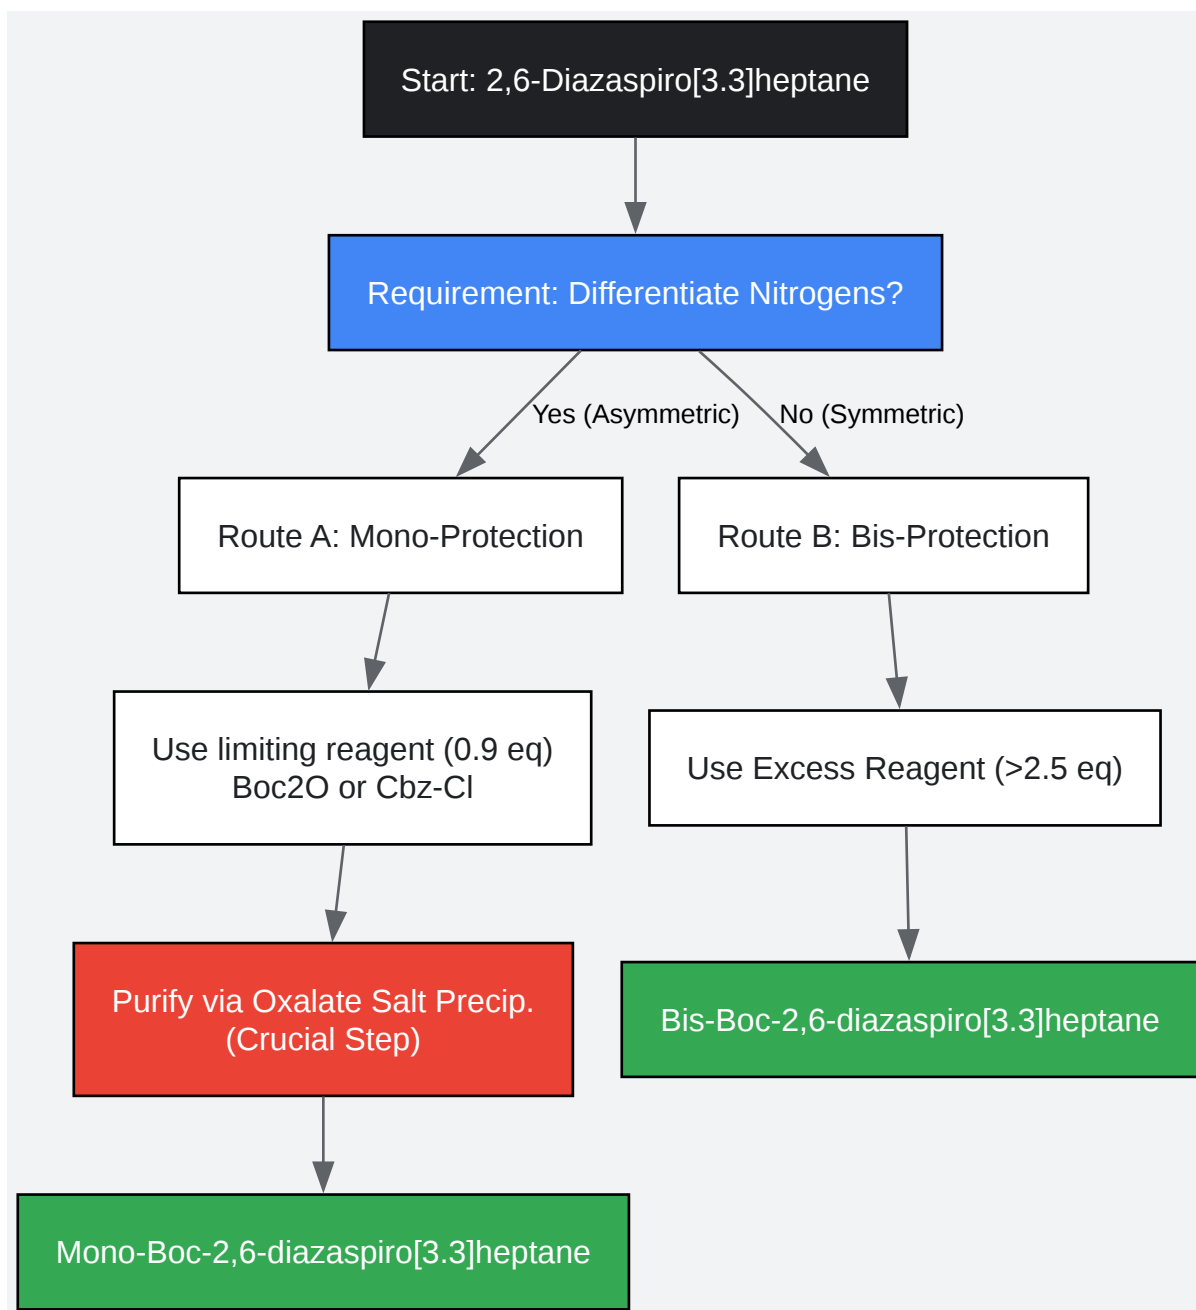 Start: 2,6-Diazaspiro[3.3]heptane
Requirement: Differentiate Nitrogens?
Yes (Asymmetric)
No (Symmetric)
Route A: Mono-Protection
Route B: Bis-Protection
Use limiting reagent (0.9 eq)
Boc2O or Cbz-Cl
Use Excess Reagent (>2.5 eq)
Purify via Oxalate Salt Precip.
(Crucial Step)
Bis-Boc-2,6-diazaspiro[3.3]heptane
Mono-Boc-2,6-diazaspiro[3.3]heptane